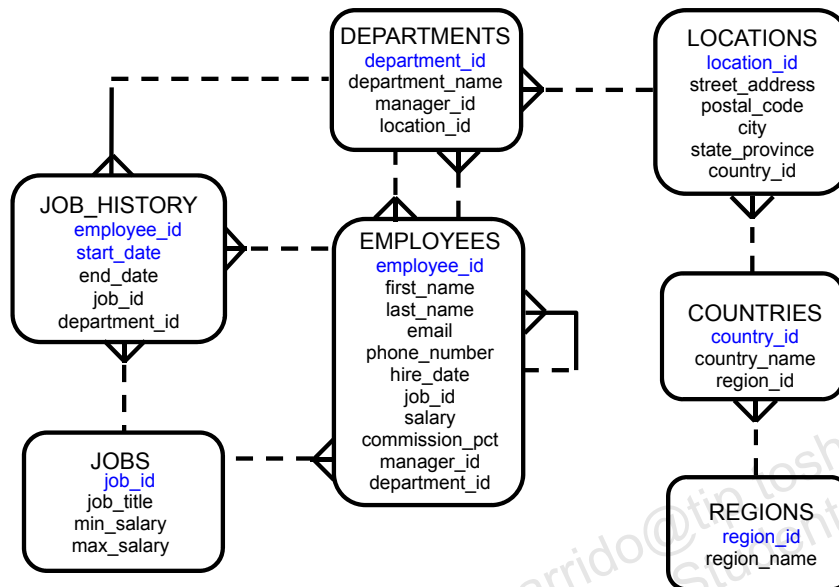 DEPARTMENTS
department_id
department_name
manager_id
location_id
LOCATIONS
location_id
street_address
postal_code
city
state_province
country_id
JOB_HISTORY
employee_id
start_date
end_date
job_id
department_id
EMPLOYEES
employee_id
first_name
last_name
email
phone_number
hire_date
job_id
salary
commission_pct
manager_id
department_id
COUNTRIES
country_id
country_name
region_id
JOBS
job_id
job_title
min_salary
max_salary
REGIONS
region_id
region_name